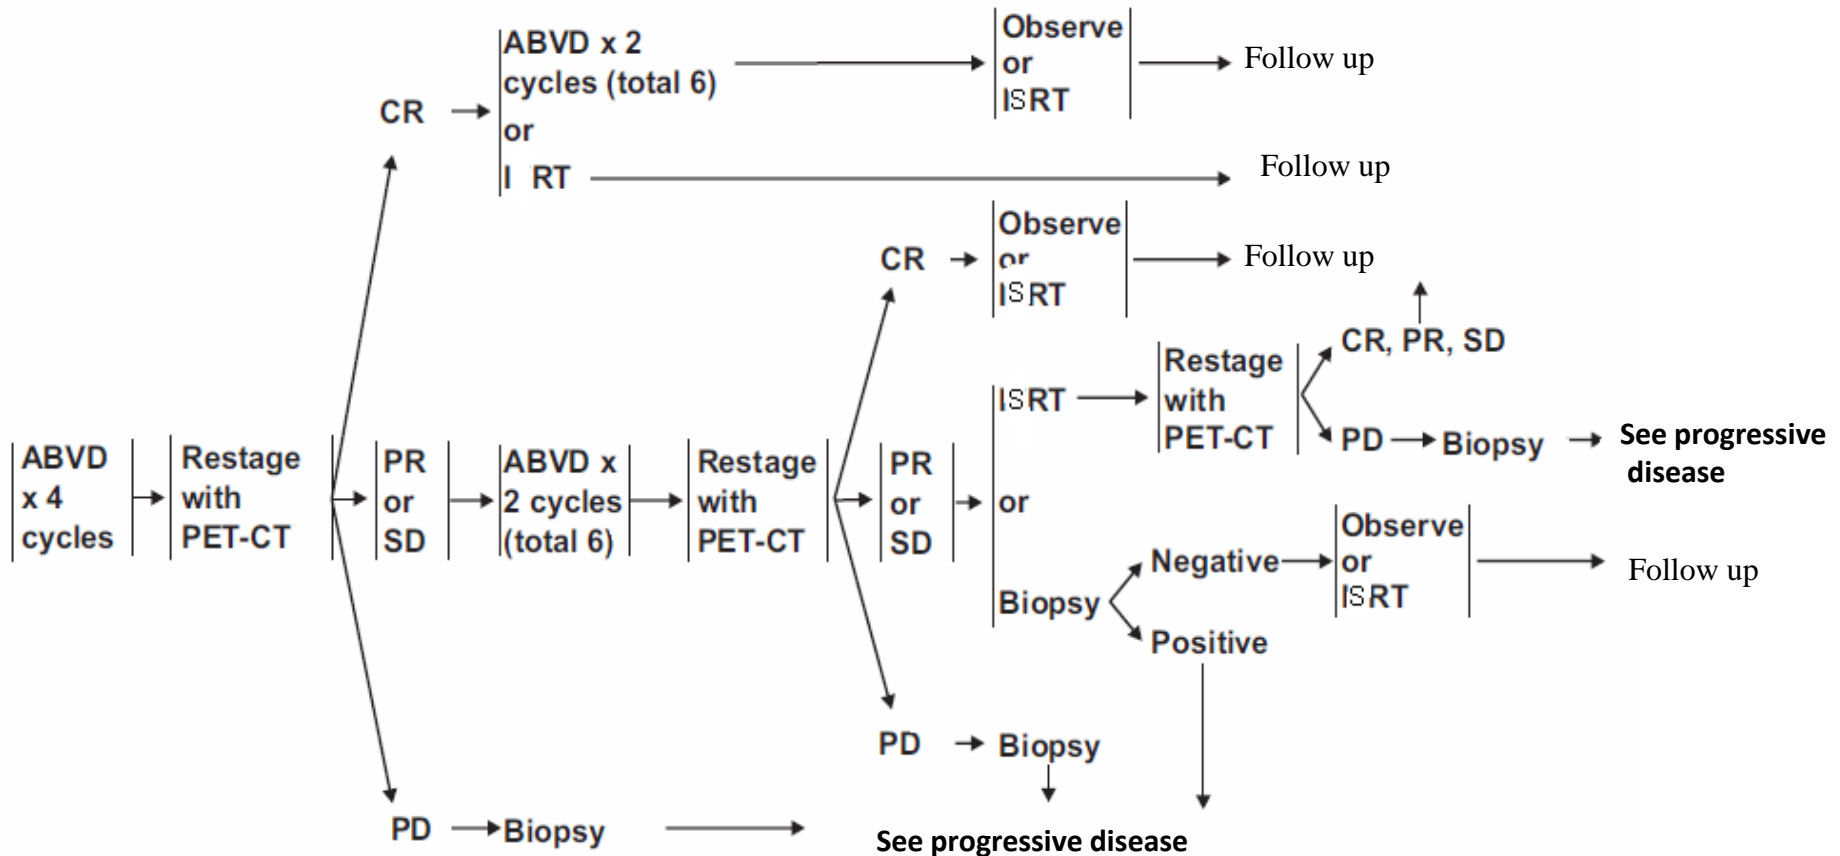 ABVD x 2
cycles (total 6)
or
I RT
Observe
or
ISRT
Follow up
CR
Follow up
Observe
or
ISRT
CR
Follow up
CR, PR, SD
Restage
with
PET-CT
ISRT
PD
Biopsy
See progressive
disease
ABVD
x 4
cycles
Restage
with
PET-CT
PR
or
SD
ABVD x
2 cycles
(total 6)
Restage
with
PET-CT
PR
or
SD
or
Biopsy
Negative
Observe
or
ISRT
Follow up
Positive
PD
Biopsy
PD
Biopsy
See progressive disease